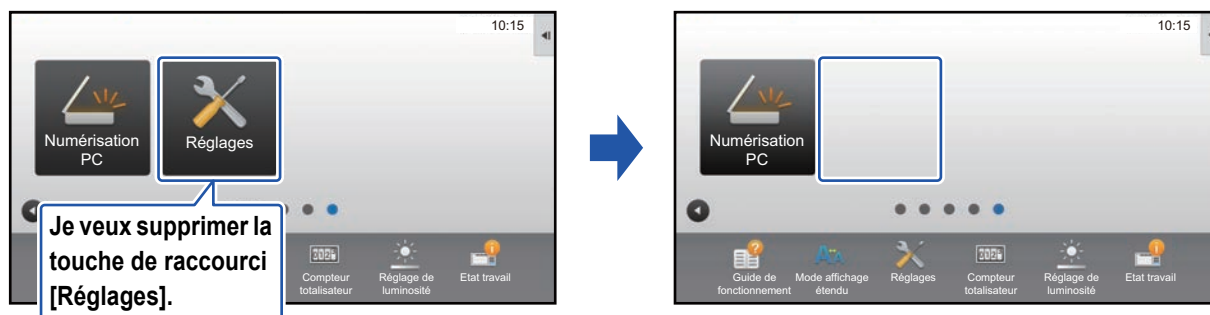 10:15
Numérisation
PC
Réglages
Je veux supprimer la
touche de raccourci
[Réglages].
Compteur
totalisateur
Réglage de
luminosité
Etat travail
10:15
Numérisation
PC
Guide de
fonctionnement
Mode affichage
étendu
Réglages
Compteur
totalisateur
Réglage de
luminosité
Etat travail